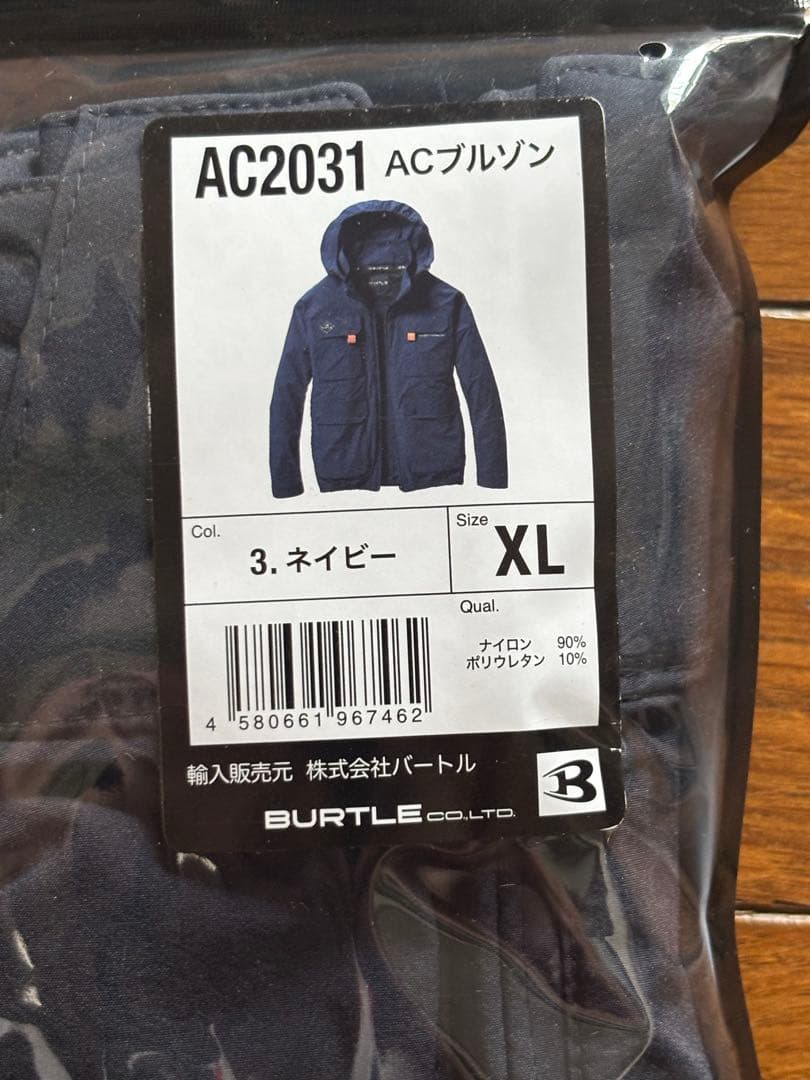 AC2031 ACブルゾン
BURTLE
Col.
3. ネイビー
Size
XL
Qual.
ナイロン 90%
ポリウレタン 10%
4 580661 967462
輸入販売元 株式会社バートル
B
BURTLE CO.,LTD.